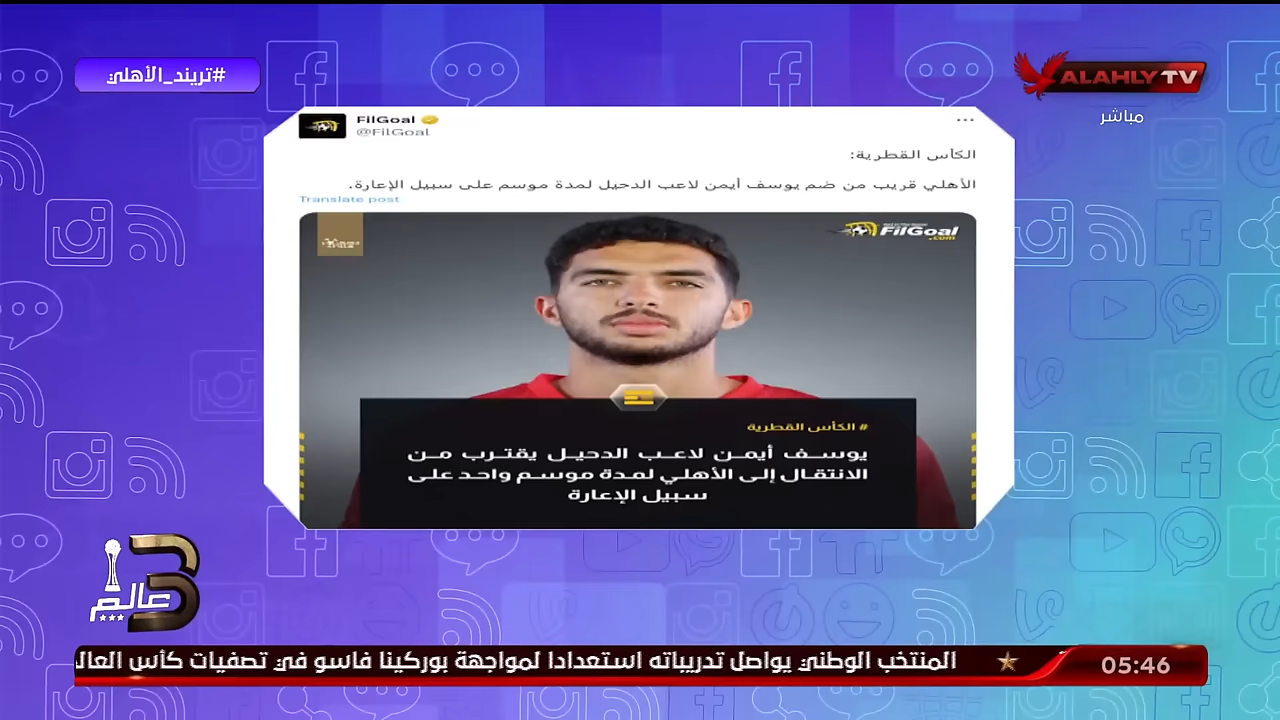 #تريند_الأهلي
ALAHLY TV
مباشر
FilGoal
@FilGoal
الكأس القطرية:
الأهلي قريب من ضم يوسف أيمن لاعب الدحيل لمدة موسم على سبيل الإعارة.
Translate post
FilGoal
.com
# الكأس القطرية
يوسف أيمن لاعب الدحيل يقترب من
الانتقال إلى الأهلي لمدة موسم واحد على
سبيل الإعارة
عالم 3
المنتخب الوطني يواصل تدريباته استعدادا لمواجهة بوركينا فاسو في تصفيات كأس العال
05:46